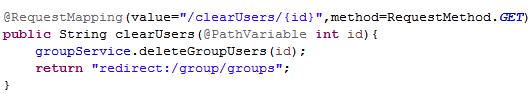 @RequestMapping(value="/clearUsers/{id}",method=RequestMethod.GET)
public String clearUsers(@PathVariable int id){
    groupService.deleteGroupUsers(id);
    return "redirect:/group/groups";
}